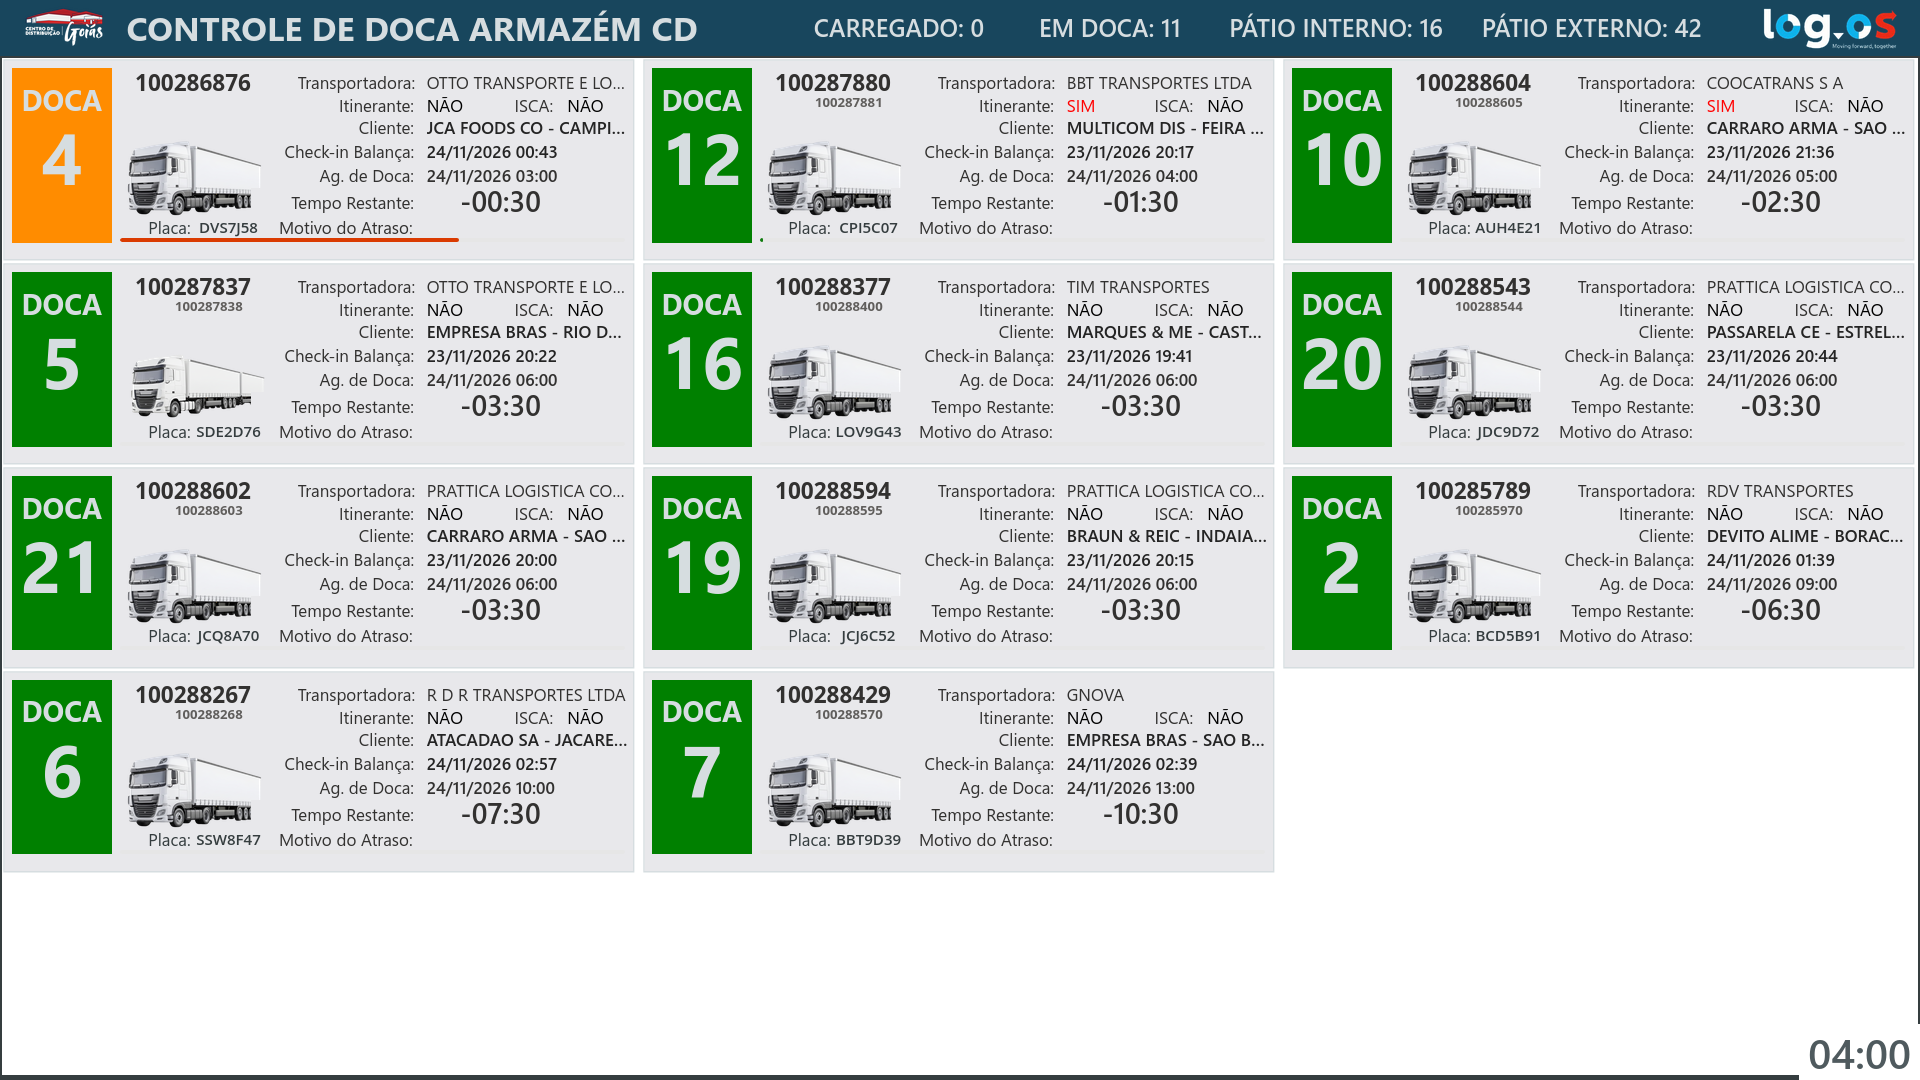 CENTRO DE
DISTRIBUIÇÃO
Goiás
CONTROLE DE DOCA ARMAZÉM CD
CARREGADO: 0
EM DOCA: 11
PÁTIO INTERNO: 16
PÁTIO EXTERNO: 42
log.os
Moving forward, together
DOCA
4
100286876
Placa: DVS7J58
Transportadora: OTTO TRANSPORTE E LO...
Itinerante: NÃO ISCA: NÃO
Cliente: JCA FOODS CO - CAMPI...
Check-in Balança: 24/11/2026 00:43
Ag. de Doca: 24/11/2026 03:00
Tempo Restante: -00:30
Motivo do Atraso:
DOCA
12
100287880
100287881
Placa: CPI5C07
Transportadora: BBT TRANSPORTES LTDA
Itinerante: SIM ISCA: NÃO
Cliente: MULTICOM DIS - FEIRA ...
Check-in Balança: 23/11/2026 20:17
Ag. de Doca: 24/11/2026 04:00
Tempo Restante: -01:30
Motivo do Atraso:
DOCA
10
100288604
100288605
Placa: AUH4E21
Transportadora: COOCATRANS S A
Itinerante: SIM ISCA: NÃO
Cliente: CARRARO ARMA - SAO ...
Check-in Balança: 23/11/2026 21:36
Ag. de Doca: 24/11/2026 05:00
Tempo Restante: -02:30
Motivo do Atraso:
DOCA
5
100287837
100287838
Placa: SDE2D76
Transportadora: OTTO TRANSPORTE E LO...
Itinerante: NÃO ISCA: NÃO
Cliente: EMPRESA BRAS - RIO D...
Check-in Balança: 23/11/2026 20:22
Ag. de Doca: 24/11/2026 06:00
Tempo Restante: -03:30
Motivo do Atraso:
DOCA
16
100288377
100288400
Placa: LOV9G43
Transportadora: TIM TRANSPORTES
Itinerante: NÃO ISCA: NÃO
Cliente: MARQUES & ME - CAST...
Check-in Balança: 23/11/2026 19:41
Ag. de Doca: 24/11/2026 06:00
Tempo Restante: -03:30
Motivo do Atraso:
DOCA
20
100288543
100288544
Placa: JDC9D72
Transportadora: PRATTICA LOGISTICA CO...
Itinerante: NÃO ISCA: NÃO
Cliente: PASSARELA CE - ESTREL...
Check-in Balança: 23/11/2026 20:44
Ag. de Doca: 24/11/2026 06:00
Tempo Restante: -03:30
Motivo do Atraso:
DOCA
21
100288602
100288603
Placa: JCQ8A70
Transportadora: PRATTICA LOGISTICA CO...
Itinerante: NÃO ISCA: NÃO
Cliente: CARRARO ARMA - SAO ...
Check-in Balança: 23/11/2026 20:00
Ag. de Doca: 24/11/2026 06:00
Tempo Restante: -03:30
Motivo do Atraso:
DOCA
19
100288594
100288595
Placa: JCJ6C52
Transportadora: PRATTICA LOGISTICA CO...
Itinerante: NÃO ISCA: NÃO
Cliente: BRAUN & REIC - INDAIA...
Check-in Balança: 23/11/2026 20:15
Ag. de Doca: 24/11/2026 06:00
Tempo Restante: -03:30
Motivo do Atraso:
DOCA
2
100285789
100285970
Placa: BCD5B91
Transportadora: RDV TRANSPORTES
Itinerante: NÃO ISCA: NÃO
Cliente: DEVITO ALIME - BORAC...
Check-in Balança: 24/11/2026 01:39
Ag. de Doca: 24/11/2026 09:00
Tempo Restante: -06:30
Motivo do Atraso:
DOCA
6
100288267
100288268
Placa: SSW8F47
Transportadora: R D R TRANSPORTES LTDA
Itinerante: NÃO ISCA: NÃO
Cliente: ATACADAO SA - JACARE...
Check-in Balança: 24/11/2026 02:57
Ag. de Doca: 24/11/2026 10:00
Tempo Restante: -07:30
Motivo do Atraso:
DOCA
7
100288429
100288570
Placa: BBT9D39
Transportadora: GNOVA
Itinerante: NÃO ISCA: NÃO
Cliente: EMPRESA BRAS - SAO B...
Check-in Balança: 24/11/2026 02:39
Ag. de Doca: 24/11/2026 13:00
Tempo Restante: -10:30
Motivo do Atraso:
04:00